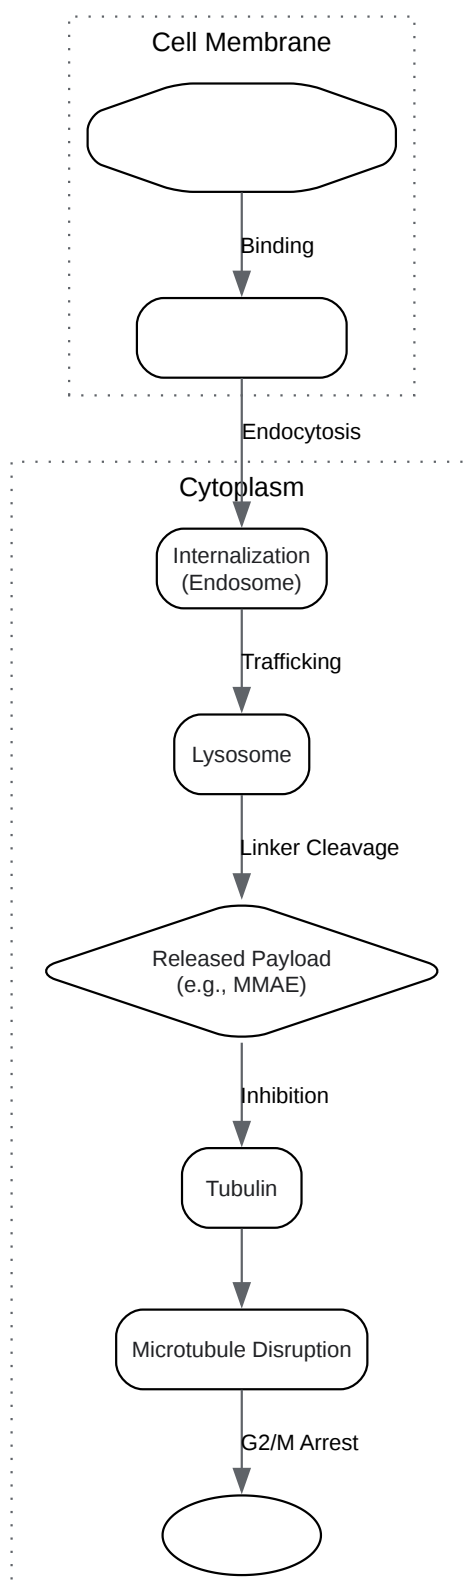 Cell Membrane
Binding
Endocytosis
Cytoplasm
Internalization
(Endosome)
Trafficking
Lysosome
Linker Cleavage
Released Payload
(e.g., MMAE)
Inhibition
Tubulin
Microtubule Disruption
G2/M Arrest